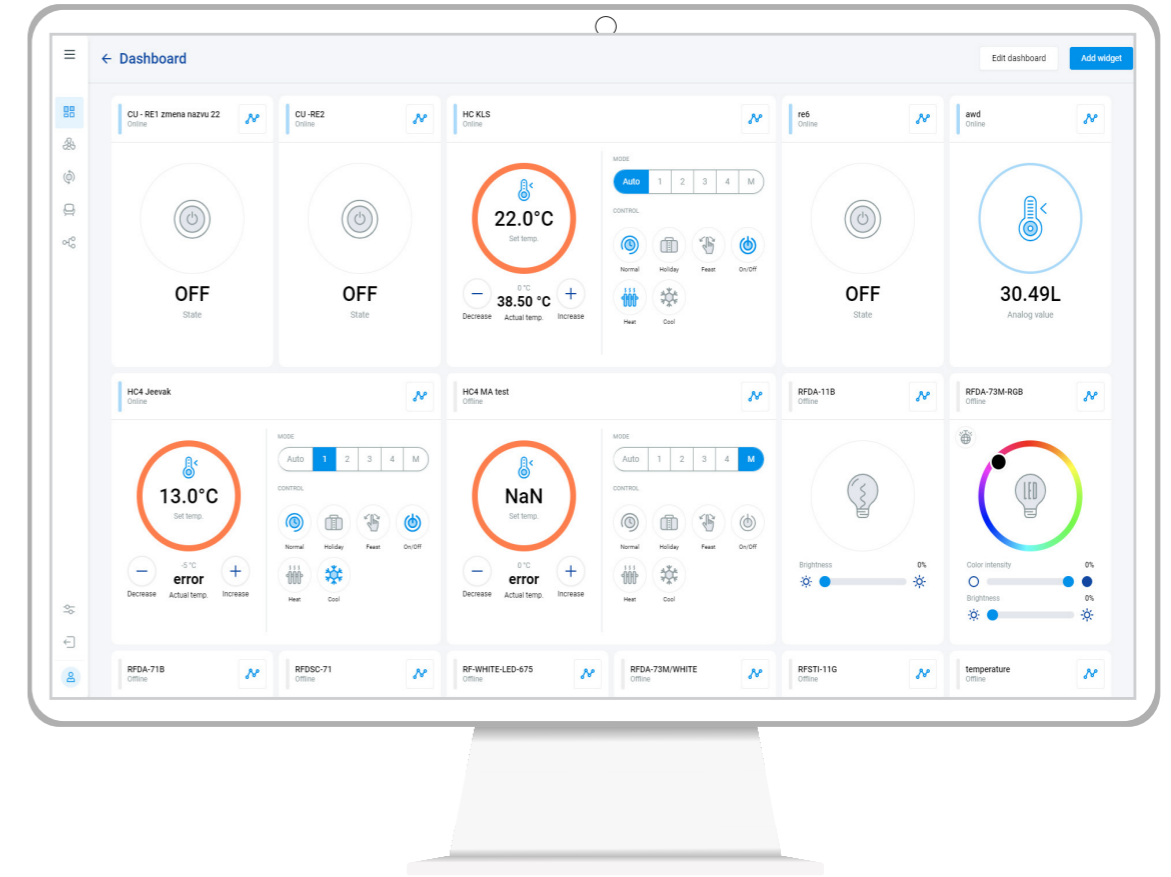 Dashboard
Edit dashboard
Add widget
CU - RE1 zmena nazvu 22
Online
OFF
State
CU -RE2
Online
OFF
State
HC KLS
Online
22.0°C
Set temp.
0 °C
38.50 °C
Decrease
Actual temp.
Increase
MODE
Auto 1 2 3 4 M
CONTROL
Normal Holiday Feast On/Off
Heat Cool
re6
Online
OFF
State
awd
Online
30.49L
Analog value
HC4 Jeevak
Online
13.0°C
Set temp.
-5 °C
error
Decrease
Actual temp.
Increase
MODE
Auto 1 2 3 4 M
CONTROL
Normal Holiday Feast On/Off
Heat Cool
HC4 MA test
Offline
NaN
Set temp.
0 °C
error
Decrease
Actual temp.
Increase
MODE
Auto 1 2 3 4 M
CONTROL
Normal Holiday Feast On/Off
Heat Cool
RFDA-11B
Offline
Brightness 0%
RFDA-73M-RGB
Offline
LED
Color intensity 0%
Brightness 0%
RFDA-71B
Offline
RFDSC-71
Offline
RF-WHITE-LED-675
Offline
RFDA-73M/WHITE
Offline
RFSTI-11G
Offline
temperature
Offline